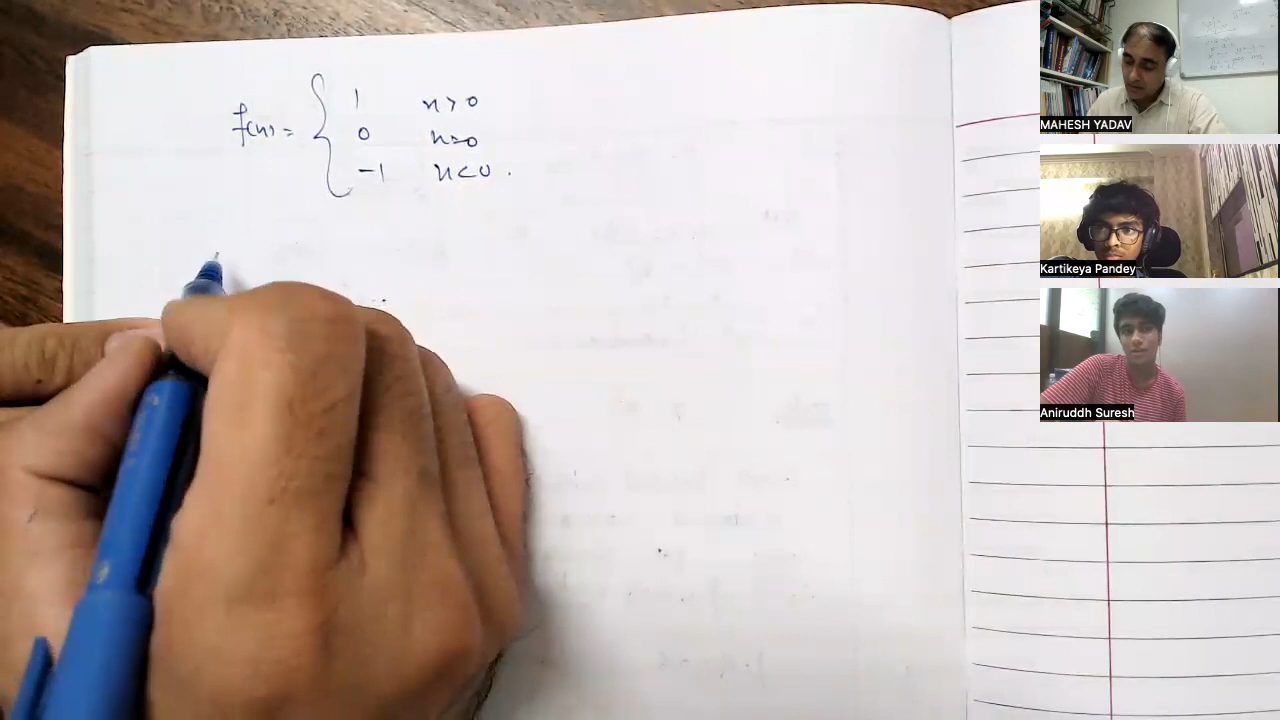 f(x) = { 1 x > 0
0 x = 0
-1 x < 0 .
MAHESH YADAV
Kartikeya Pandey
Aniruddh Suresh